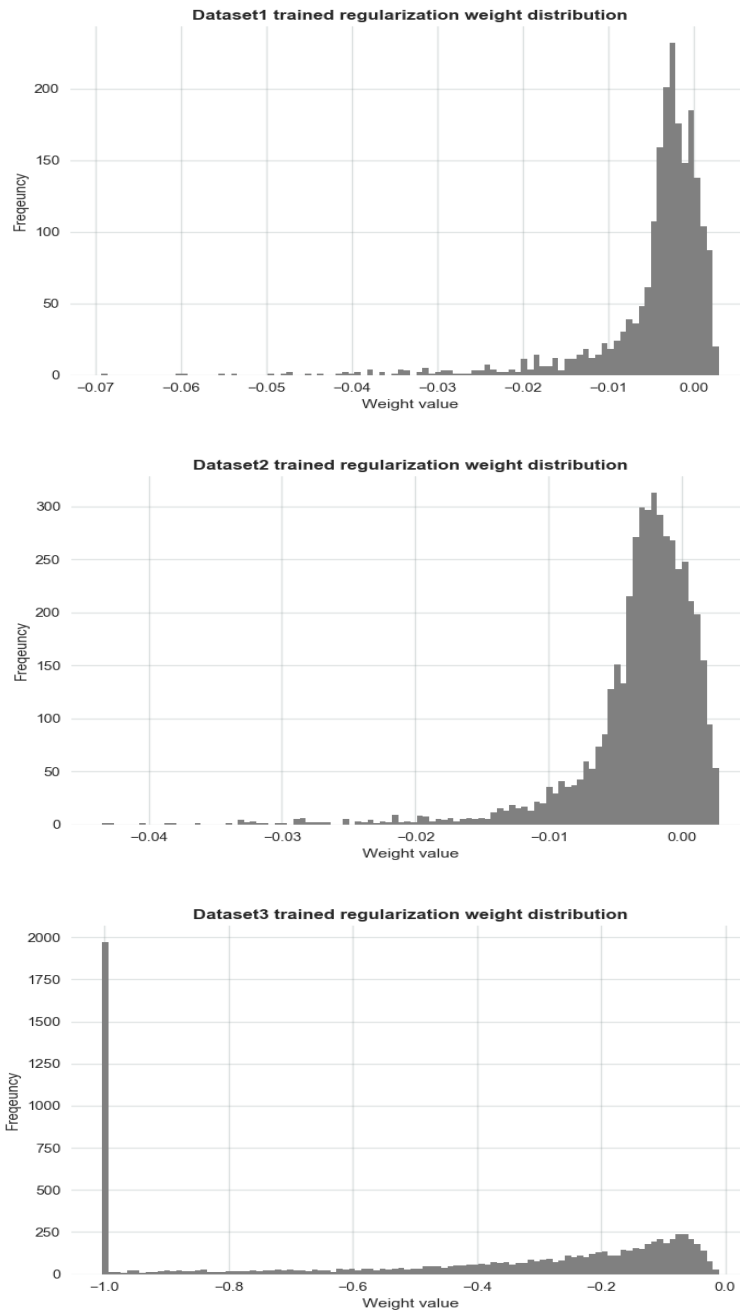 Dataset1 trained regularization weight distribution
Freqeuncy
200
150
100
50
0
−0.07 −0.06 −0.05 −0.04 −0.03 −0.02 −0.01 0.00
Weight value
Dataset2 trained regularization weight distribution
Freqeuncy
300
250
200
150
100
50
0
−0.04 −0.03 −0.02 −0.01 0.00
Weight value
Dataset3 trained regularization weight distribution
Freqeuncy
2000
1750
1500
1250
1000
750
500
250
0
−1.0 −0.8 −0.6 −0.4 −0.2 0.0
Weight value